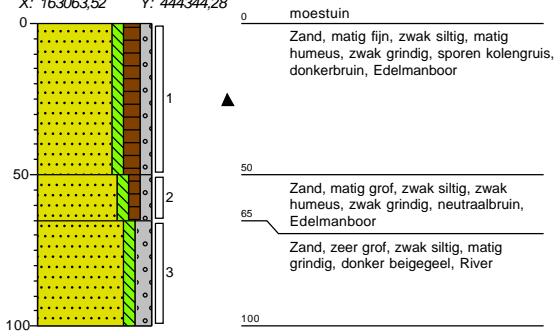 X: 163063,52 Y: 444344,28
0
50
100
1
2
3
0
moestuin
Zand, matig fijn, zwak siltig, matig
humeus, zwak grindig, sporen kolengruis,
donkerbruin, Edelmanboor
50
Zand, matig grof, zwak siltig, zwak
humeus, zwak grindig, neutraalbruin,
Edelmanboor
65
Zand, zeer grof, zwak siltig, matig
grindig, donker beigegeel, River
100